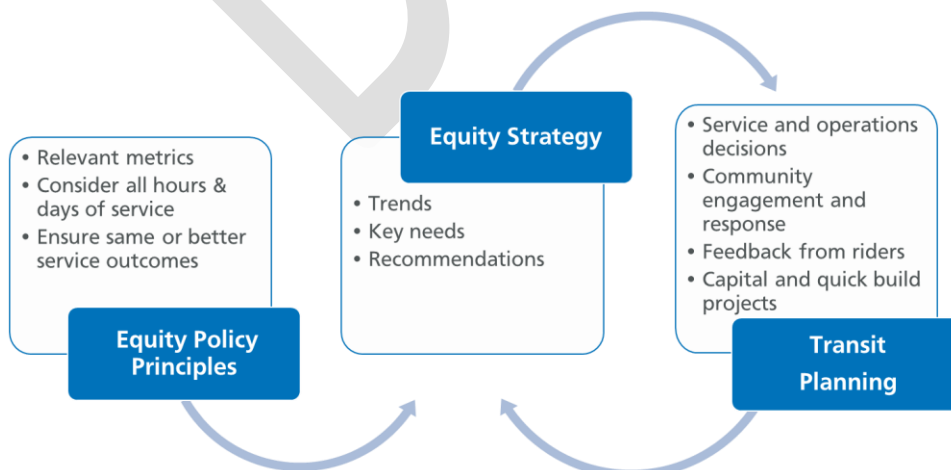 • Relevant metrics
• Consider all hours &
days of service
• Ensure same or better
service outcomes
Equity Policy
Principles
Equity Strategy
• Trends
• Key needs
• Recommendations
• Service and operations
decisions
• Community
engagement and
response
• Feedback from riders
• Capital and quick build
projects
Transit
Planning